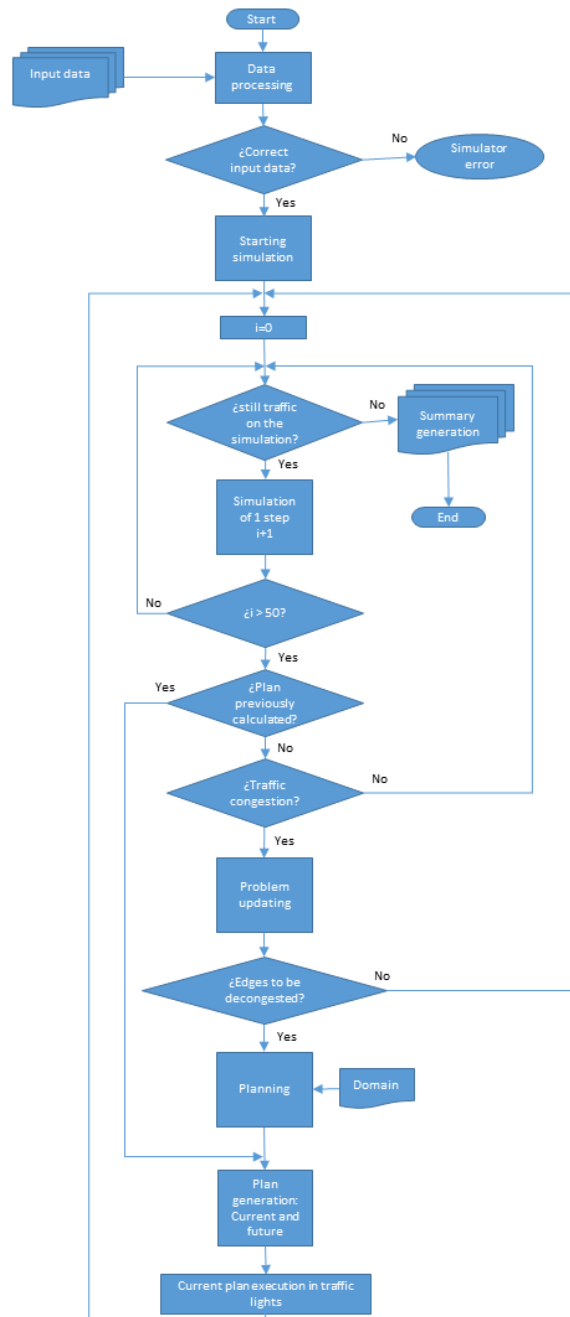 Start
Input data
Data
processing
¿Correct
input data?
No
Simulator
error
Yes
Starting
simulation
i=0
¿still traffic
on the
simulation?
No
Summary
generation
Yes
Simulation
of 1 step
i+1
End
No
¿i > 50?
Yes
Yes
¿Plan
previously
calculated?
No
¿Traffic
congestion?
No
Yes
Problem
updating
¿Edges to be
decongested?
No
Yes
Planning
Domain
Plan
generation:
Current and
future
Current plan execution in traffic
lights